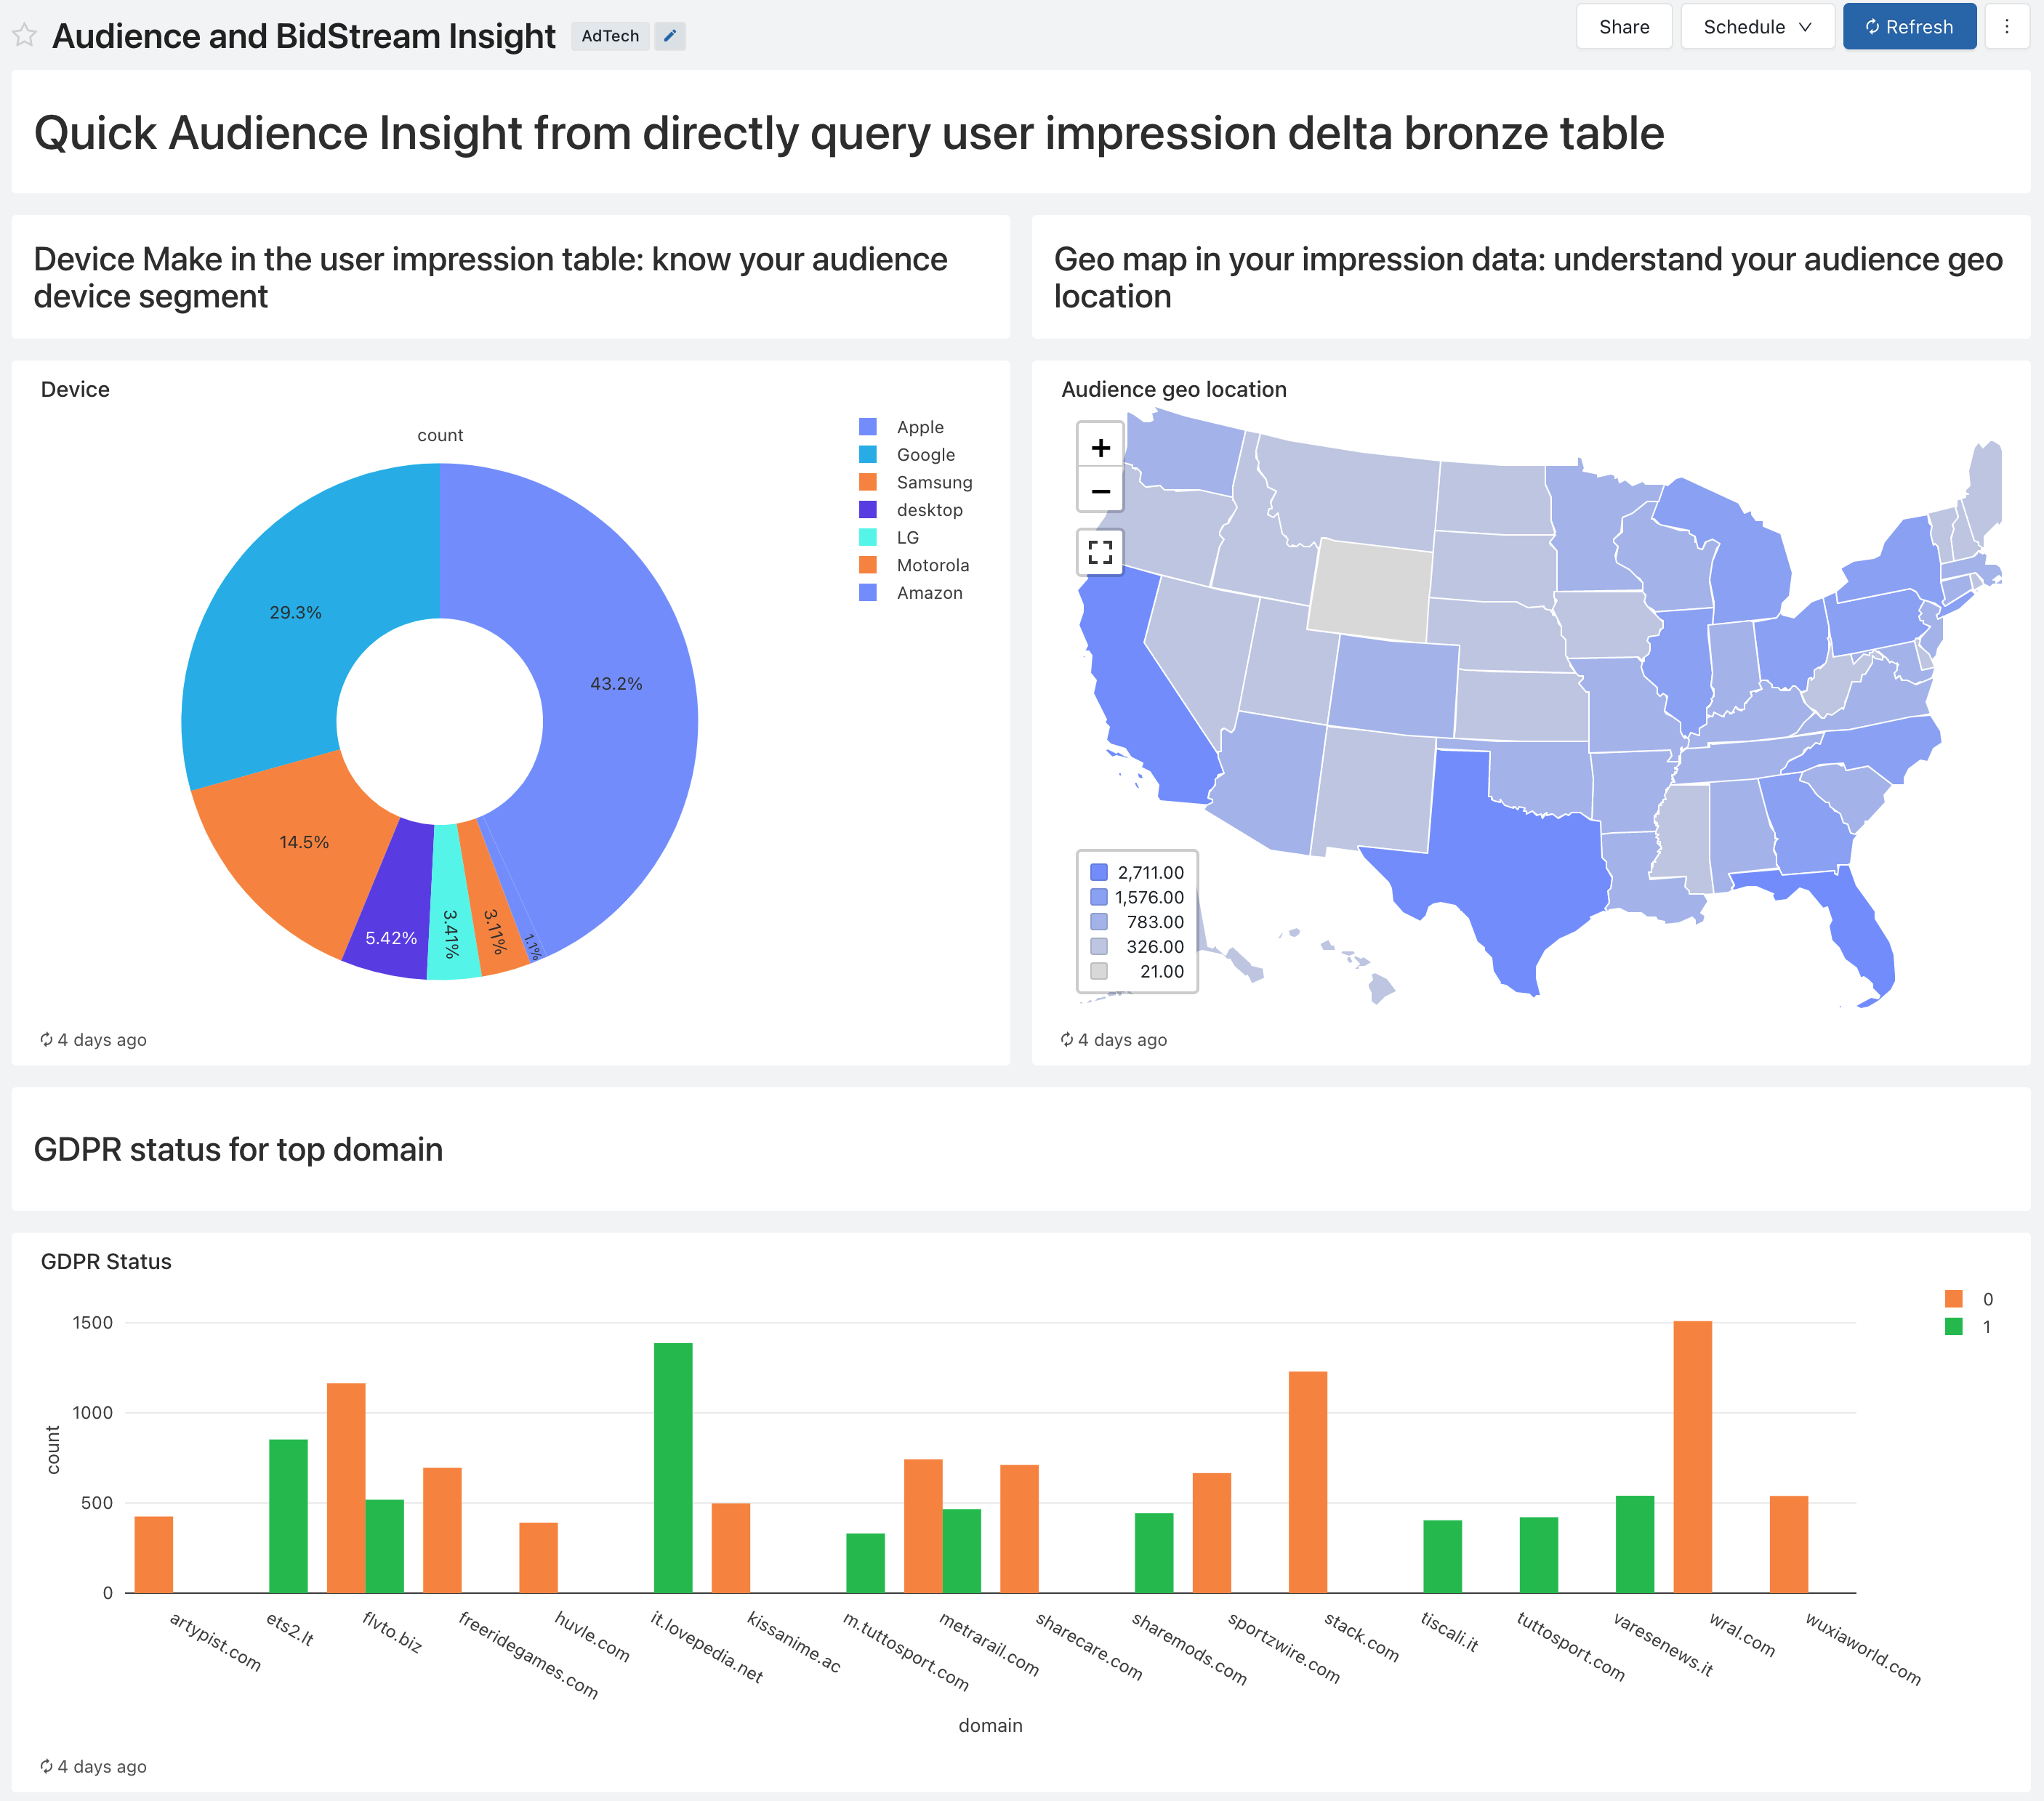 Audience and BidStream Insight
AdTech
Share
Schedule
Refresh
Quick Audience Insight from directly query user impression delta bronze table
Device Make in the user impression table: know your audience
device segment
Geo map in your impression data: understand your audience geo
location
Device
count
Apple
Google
Samsung
desktop
LG
Motorola
Amazon
43.2%
29.3%
14.5%
5.42%
3.41%
3.11%
1.1%
4 days ago
Audience geo location
+
−
2,711.00
1,576.00
783.00
326.00
21.00
4 days ago
GDPR status for top domain
GDPR Status
0
1
1500
1000
500
0
count
artypist.com
ets2.lt
flvto.biz
freeridegames.com
huvle.com
it.lovepedia.net
kissanime.ac
m.tuttosport.com
metrarail.com
sharecare.com
sharemods.com
sportzwire.com
stack.com
tiscali.it
tuttosport.com
varesenews.it
wral.com
wuxiaworld.com
domain
4 days ago